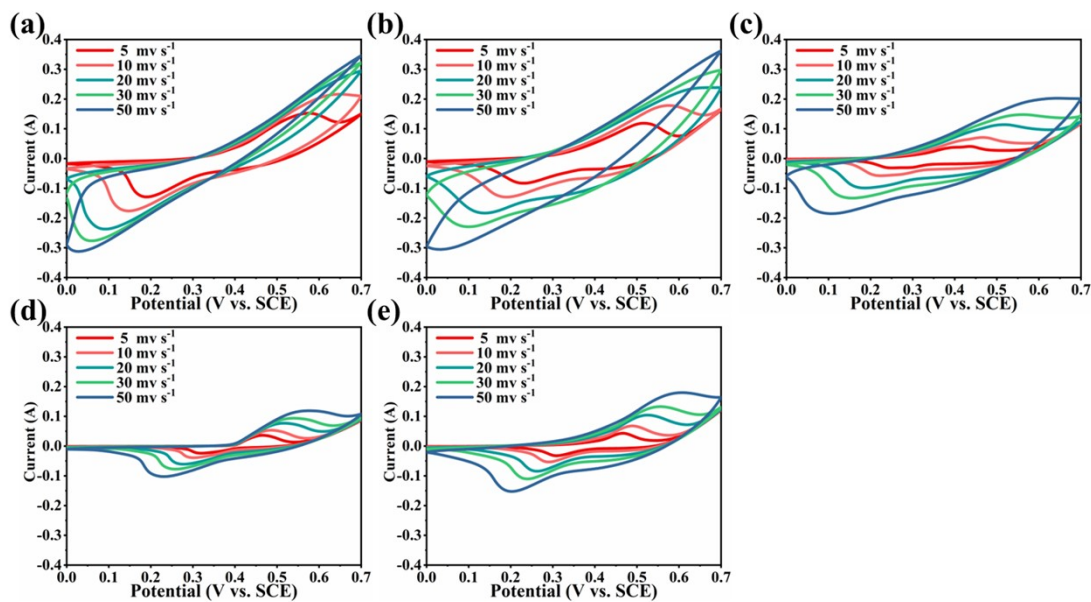 (a)
5 mv s-1
10 mv s-1
20 mv s-1
30 mv s-1
50 mv s-1
0.4
0.3
0.2
0.1
0.0
-0.1
-0.2
-0.3
-0.4
Current (A)
0.0 0.1 0.2 0.3 0.4 0.5 0.6 0.7
Potential (V vs. SCE)
(b)
5 mv s-1
10 mv s-1
20 mv s-1
30 mv s-1
50 mv s-1
0.4
0.3
0.2
0.1
0.0
-0.1
-0.2
-0.3
-0.4
Current (A)
0.0 0.1 0.2 0.3 0.4 0.5 0.6 0.7
Potential (V vs. SCE)
(c)
5 mv s-1
10 mv s-1
20 mv s-1
30 mv s-1
50 mv s-1
0.4
0.3
0.2
0.1
0.0
-0.1
-0.2
-0.3
-0.4
Current (A)
0.0 0.1 0.2 0.3 0.4 0.5 0.6 0.7
Potential (V vs. SCE)
(d)
5 mv s-1
10 mv s-1
20 mv s-1
30 mv s-1
50 mv s-1
0.4
0.3
0.2
0.1
0.0
-0.1
-0.2
-0.3
-0.4
Current (A)
0.0 0.1 0.2 0.3 0.4 0.5 0.6 0.7
Potential (V vs. SCE)
(e)
5 mv s-1
10 mv s-1
20 mv s-1
30 mv s-1
50 mv s-1
0.4
0.3
0.2
0.1
0.0
-0.1
-0.2
-0.3
-0.4
Current (A)
0.0 0.1 0.2 0.3 0.4 0.5 0.6 0.7
Potential (V vs. SCE)